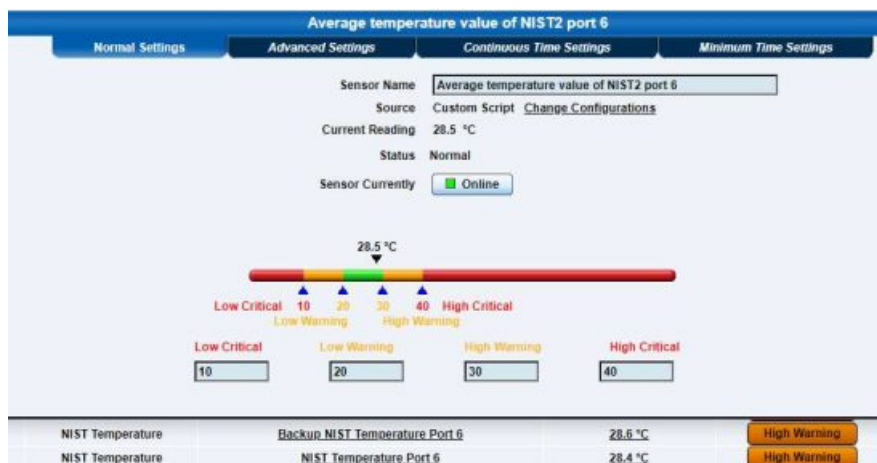 Average temperature value of NIST2 port 6
Normal Settings Advanced Settings Continuous Time Settings Minimum Time Settings
Sensor Name Average temperature value of NIST2 port 6
Source Custom Script Change Configurations
Current Reading 28.5 °C
Status Normal
Sensor Currently Online
28.5 °C
Low Critical 10 20 30 40 High Critical
Low Warning High Warning
Low Critical Low Warning High Warning High Critical
10 20 30 40
NIST Temperature Backup NIST Temperature Port 6 28.6 °C High Warning
NIST Temperature NIST Temperature Port 6 28.4 °C High Warning